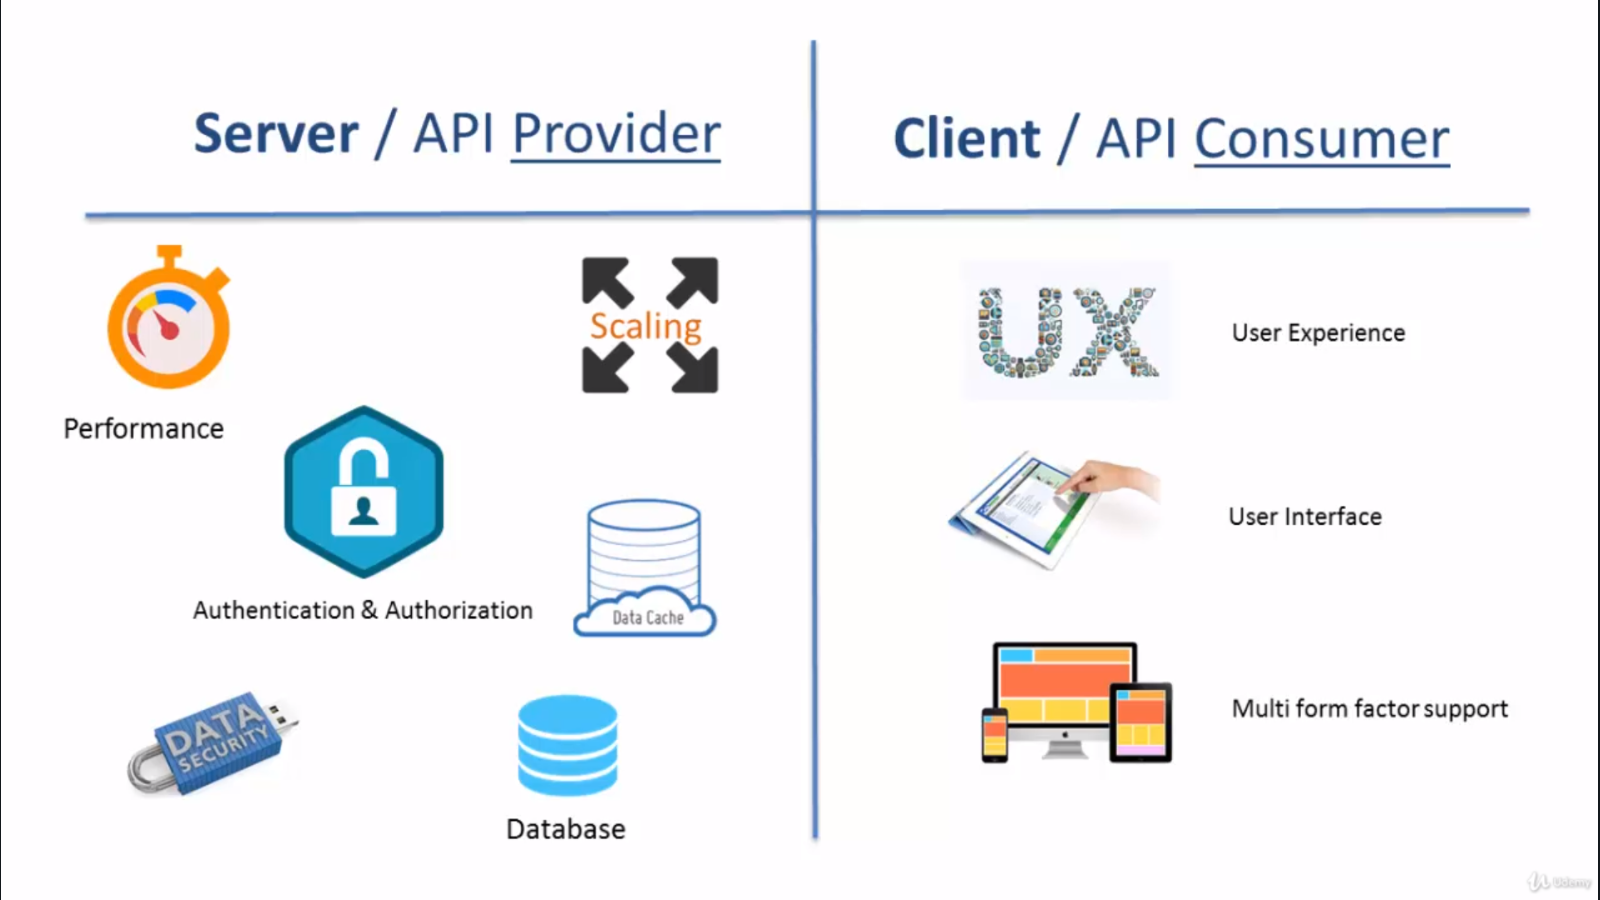 Server / API Provider
Client / API Consumer
Performance
Scaling
Authentication & Authorization
Data Cache
DATA
SECURITY
Database
UX
User Experience
User Interface
Multi form factor support
Udemy